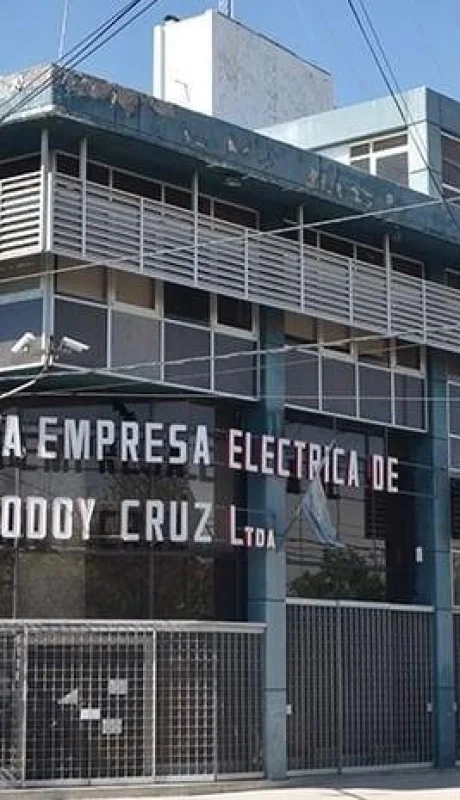 A EMPRESA ELECTRICA DE
ODOY CRUZ LTDA